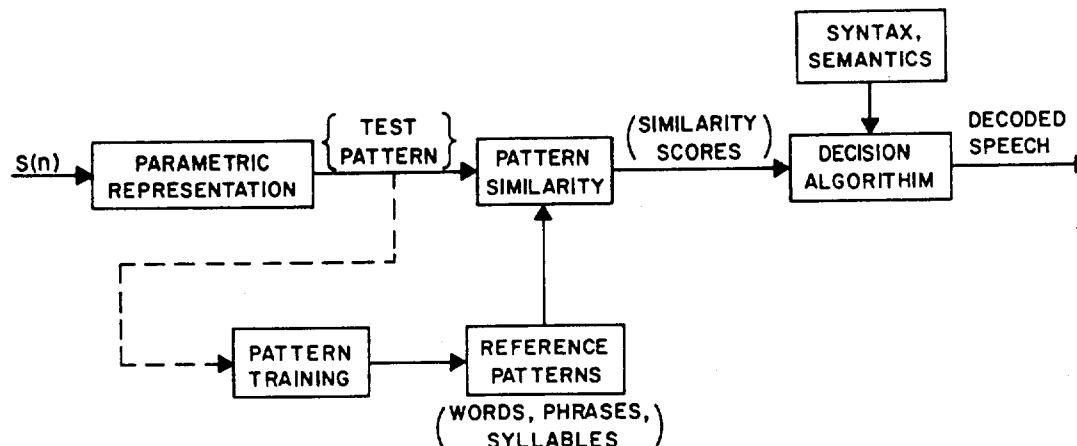 SYNTAX,
SEMANTICS
S(n)
PARAMETRIC
REPRESENTATION
{ TEST
PATTERN }
PATTERN
SIMILARITY
(SIMILARITY
SCORES)
DECISION
ALGORITHIM
DECODED
SPEECH
PATTERN
TRAINING
REFERENCE
PATTERNS
(WORDS, PHRASES,
SYLLABLES)